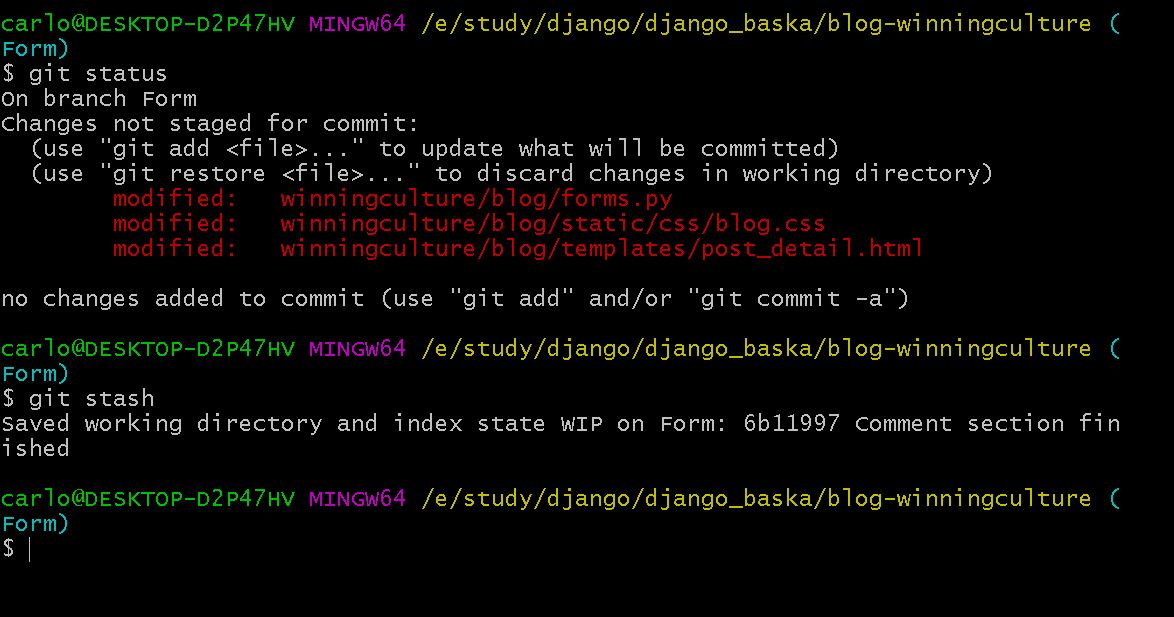 carlo@DESKTOP-D2P47HV MINGW64 /e/study/django/django_baska/blog-winningculture (
Form)
$ git status
On branch Form
Changes not staged for commit:
  (use "git add <file>..." to update what will be committed)
  (use "git restore <file>..." to discard changes in working directory)
        modified:   winningculture/blog/forms.py
        modified:   winningculture/blog/static/css/blog.css
        modified:   winningculture/blog/templates/post_detail.html

no changes added to commit (use "git add" and/or "git commit -a")

carlo@DESKTOP-D2P47HV MINGW64 /e/study/django/django_baska/blog-winningculture (
Form)
$ git stash
Saved working directory and index state WIP on Form: 6b11997 Comment section fin
ished

carlo@DESKTOP-D2P47HV MINGW64 /e/study/django/django_baska/blog-winningculture (
Form)
$